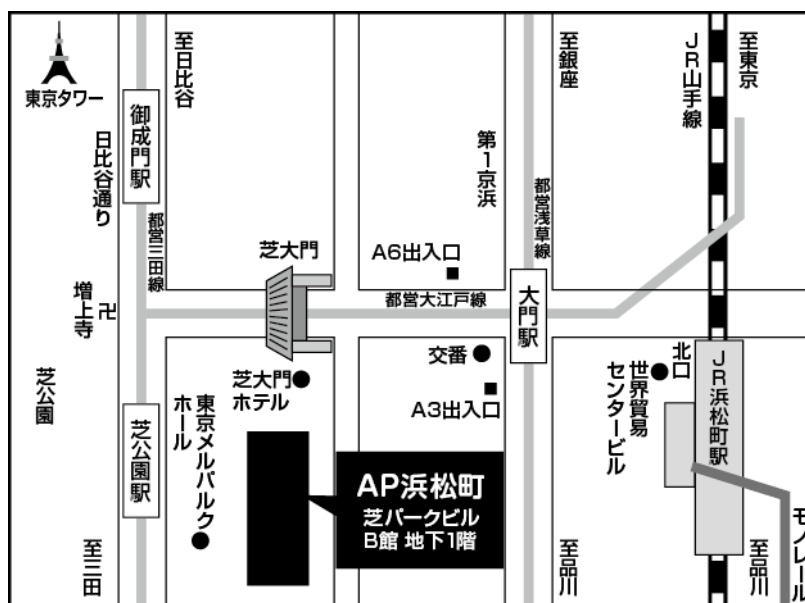 東京タワー
至日比谷
御成門駅
日比谷通り
都営三田線
増上寺
卍
芝公園
芝公園駅
至三田
芝大門
芝大門
ホテル
東京メルパルク
ホール
第1京浜
A6出入口
都営大江戸線
交番
A3出入口
AP浜松町
芝パークビル
B館 地下1階
至銀座
都営浅草線
大門駅
至品川
JR山手線
至東京
北口
世界貿易
センタービル
JR浜松町駅
モノレール
至品川